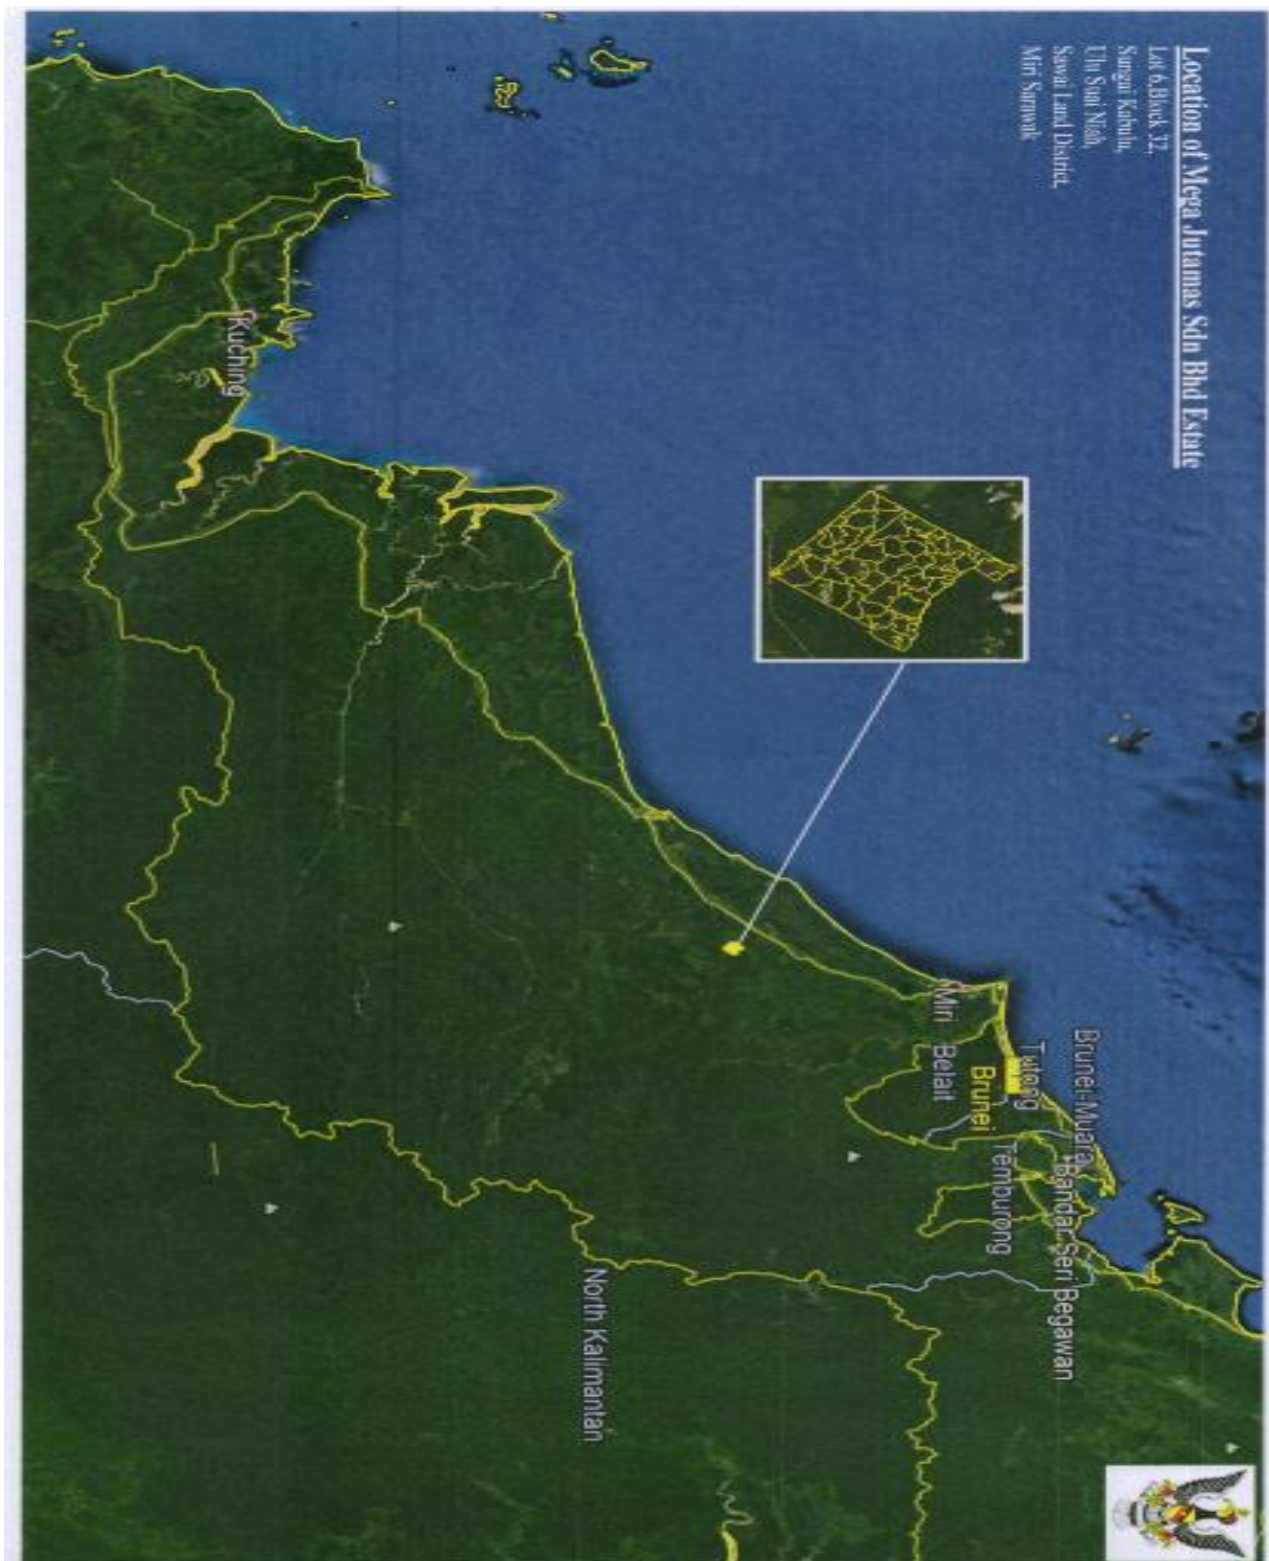 Location of Mega Jutamas Sdn Bhd Estate
Lot 6, Block 32,
Sungai Kabulu,
Ulu Suai Niah,
Sawai Land District,
Miri Sarawak
Brunei-Muara
Bandar Seri Begawan
Tutong
Temburong
Brunei
Miri
Belait
North Kalimantan
Kuching